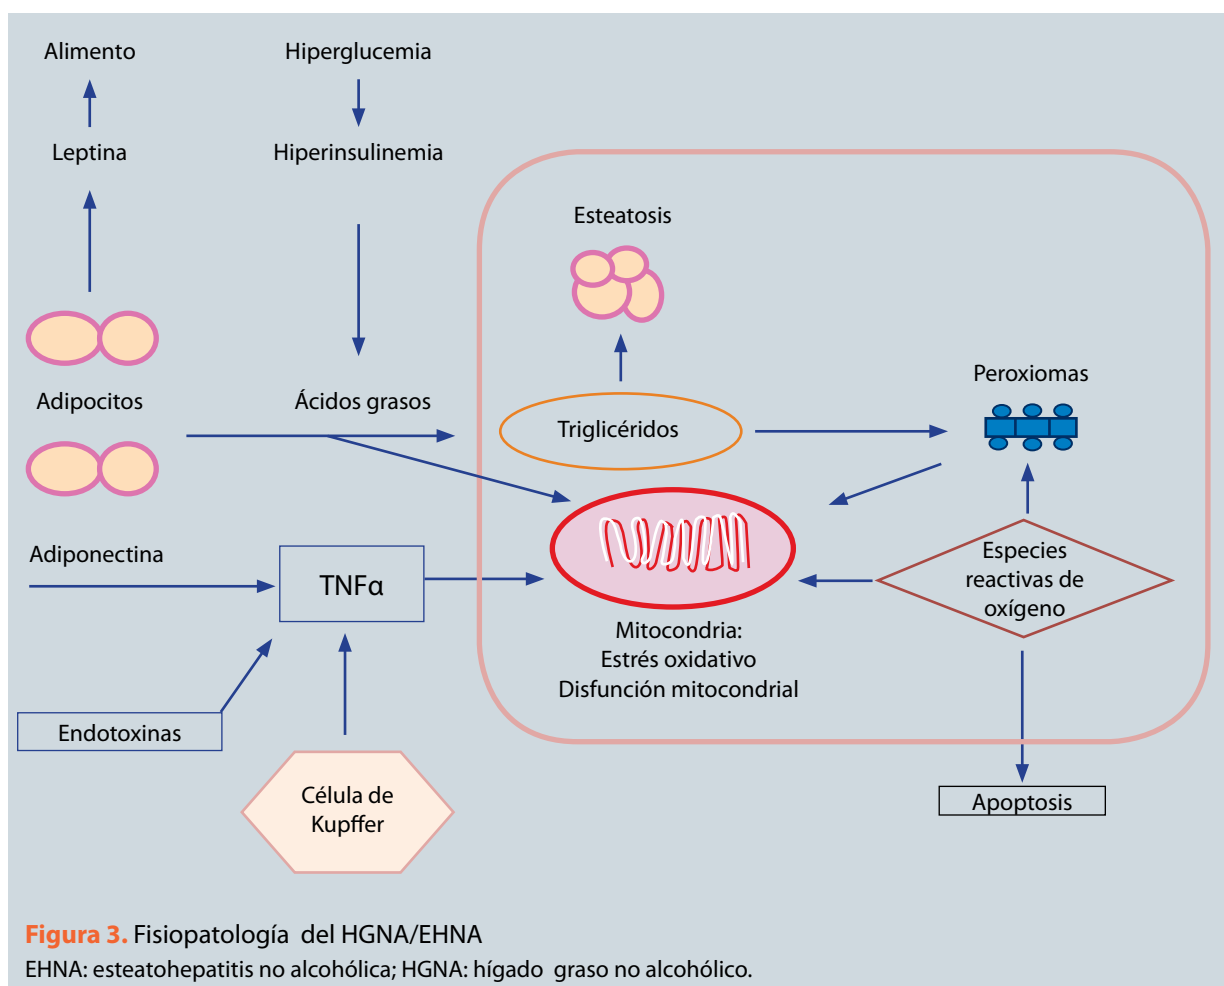 Alimento
Hiperglucemia
Leptina
Hiperinsulinemia
Esteatosis
Peroxiomas
Adipocitos
Ácidos grasos
Triglicéridos
Adiponectina
TNFα
Especies
reactivas de
oxígeno
Mitocondria:
Estrés oxidativo
Disfunción mitocondrial
Endotoxinas
Célula de
Kupffer
Apoptosis
Figura 3. Fisiopatología del HGNA/EHNA
EHNA: esteatohepatitis no alcohólica; HGNA: hígado graso no alcohólico.